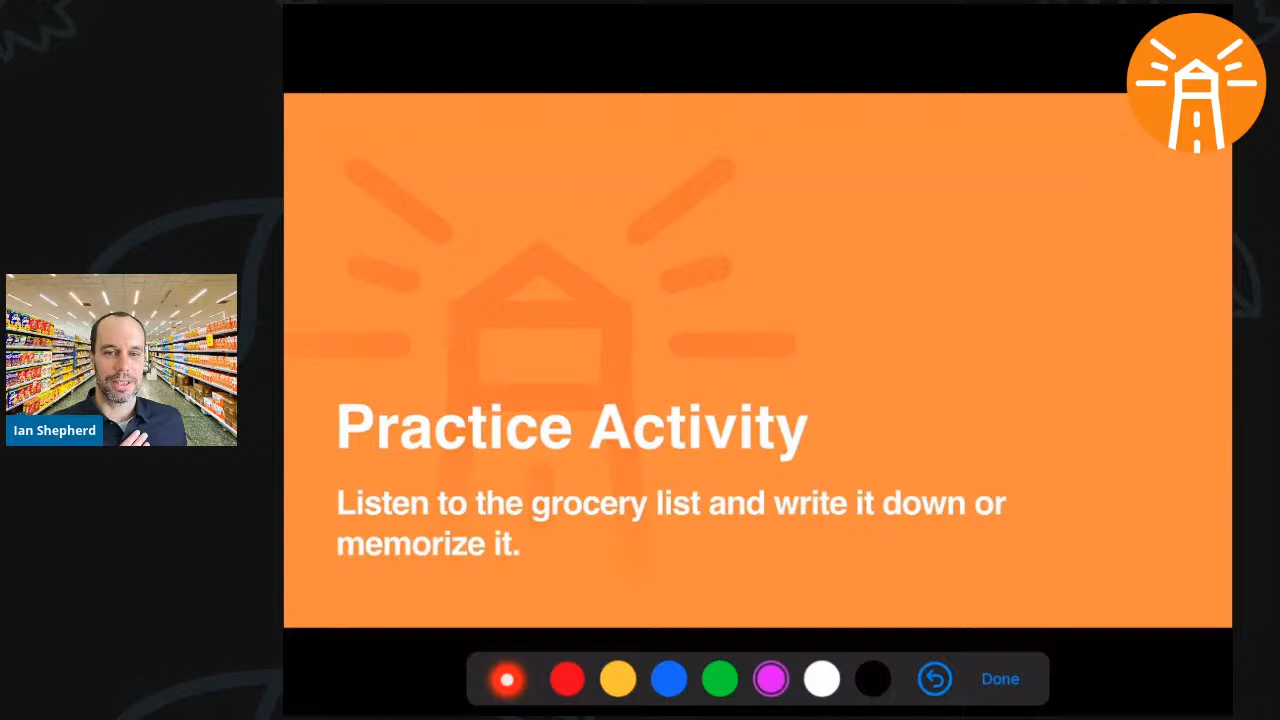 Practice Activity
Listen to the grocery list and write it down or
memorize it.
Ian Shepherd
Done